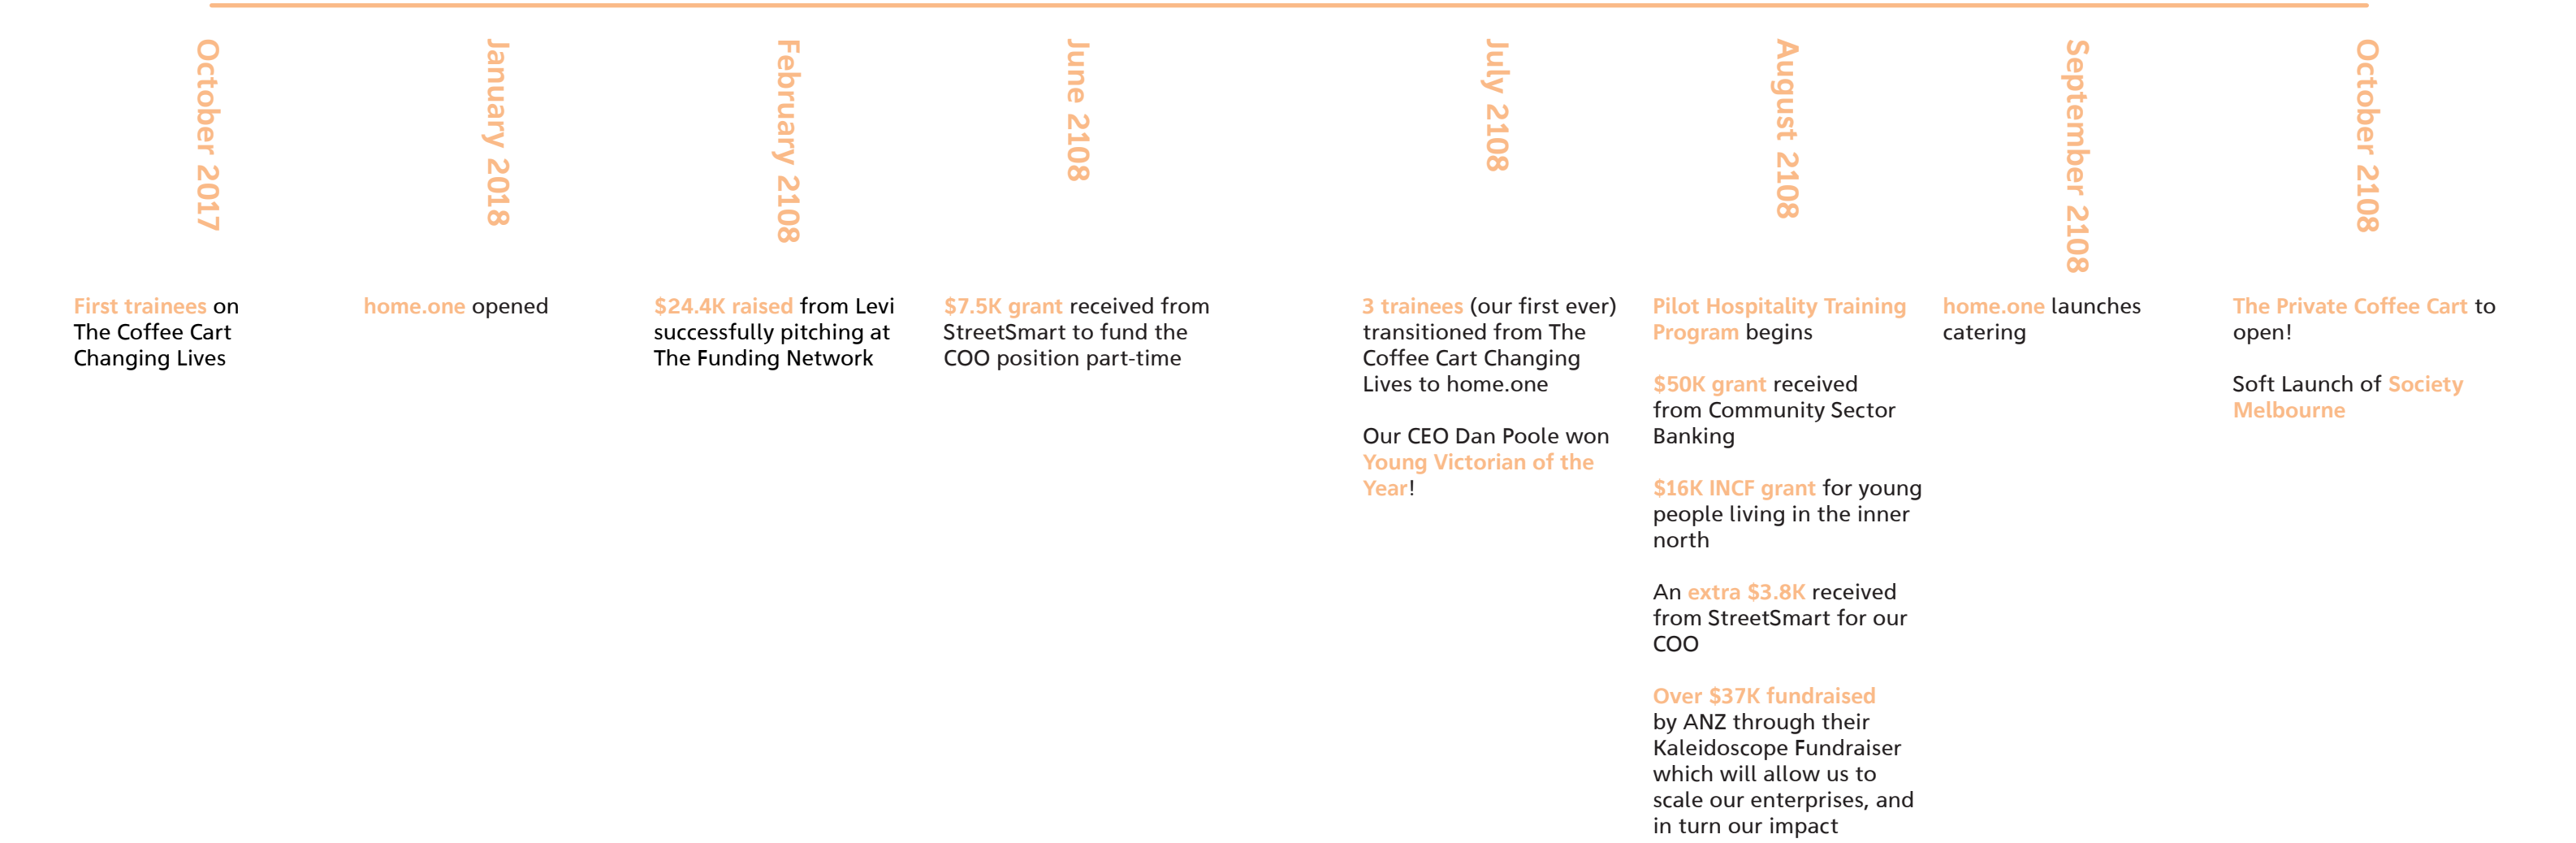 October 2017
First trainees on
The Coffee Cart
Changing Lives
January 2018
home.one opened
February 2108
$24.4K raised from Levi
successfully pitching at
The Funding Network
June 2108
$7.5K grant received from
StreetSmart to fund the
COO position part-time
July 2108
3 trainees (our first ever)
transitioned from The
Coffee Cart Changing
Lives to home.one
Our CEO Dan Poole won
Young Victorian of the
Year!
August 2108
Pilot Hospitality Training
Program begins
$50K grant received
from Community Sector
Banking
$16K INCF grant for young
people living in the inner
north
An extra $3.8K received
from StreetSmart for our
COO
Over $37K fundraised
by ANZ through their
Kaleidoscope Fundraiser
which will allow us to
scale our enterprises, and
in turn our impact
September 2108
home.one launches
catering
October 2108
The Private Coffee Cart to
open!
Soft Launch of Society
Melbourne